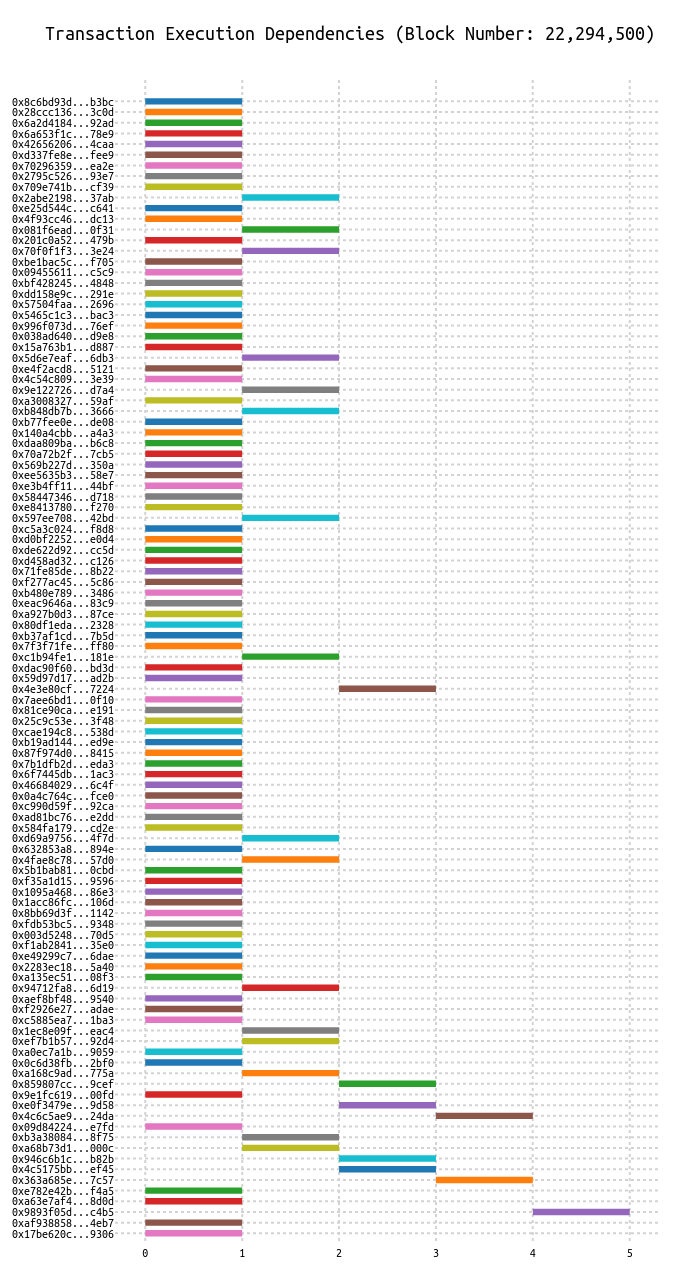 Transaction Execution Dependencies (Block Number: 22,294,500)
0x8c6bd93d...b3bc
0x28ccc136...3c0d
0x6a2d4184...92ad
0x6a653f1c...78e9
0x42656206...4caa
0xd337fe8e...fee9
0x70296359...ea2e
0x2795c526...93e7
0x709e741b...cf39
0x2abe2198...37ab
0xe25d544c...c641
0x4f93cc46...dc13
0x081f6ead...0f31
0x201c0a52...479b
0x70f0f1f3...3e24
0xbe1bac5c...f705
0x09455611...c5c9
0xbf428245...4848
0xdd158e9c...291e
0x57504faa...2696
0x5465c1c3...bac3
0x996f073d...76ef
0x038ad640...d9e8
0x15a763b1...d887
0x5d6e7eaf...6db3
0xe4f2acd8...5121
0x4c54c809...3e39
0x9e122726...d7a4
0xa3008327...59af
0xb848db7b...3666
0xb77fee0e...de08
0x140a4cbb...a4a3
0xdaa809ba...b6c8
0x70a72b2f...7cb5
0x569b227d...350a
0xee5635b3...58e7
0xe3b4ff11...44bf
0x58447346...d718
0xe8413780...f270
0x597ee708...42bd
0xc5a3c024...f8d8
0xd0bf2252...e0d4
0xde622d92...cc5d
0xd458ad32...c126
0x71fe85de...8b22
0xf277ac45...5c86
0xb480e789...3486
0xeac9646a...83c9
0xa927b0d3...87ce
0x80df1eda...2328
0xb37af1cd...7b5d
0x7f3f71fe...ff80
0xc1b94fe1...181e
0xdac90f60...bd3d
0x59d97d17...ad2b
0x4e3e80cf...7224
0x7aee6bd1...0f10
0x81ce90ca...e191
0x25c9c53e...3f48
0xcae194c8...538d
0xb19ad144...ed9e
0x87f974d0...8415
0x7b1dfb2d...eda3
0x6f7445db...1ac3
0x46684029...6c4f
0x0a4c764c...fce0
0xc990d59f...92ca
0xad81bc76...e2dd
0x584fa179...cd2e
0xd69a9756...4f7d
0x632853a8...894e
0x4fae8c78...57d0
0x5b1bab81...0cbd
0xf35a1d15...9596
0x1095a468...86e3
0x1acc86fc...106d
0x8bb69d3f...1142
0xfdb53bc5...9348
0x003d5248...70d5
0xf1ab2841...35e0
0xe49299c7...6dae
0x2283ec18...5a40
0xa135ec51...08f3
0x94712fa8...6d19
0xaef8bf48...9540
0xf2926e27...adae
0xc5885ea7...1ba3
0x1ec8e09f...eac4
0xef7b1b57...92d4
0xa0ec7a1b...9059
0x0c6d38fb...2bf0
0xa168c9ad...775a
0x859807cc...9cef
0x9e1fc619...00fd
0xe0f3479e...9d58
0x4c6c5ae9...24da
0x09d84224...e7fd
0xb3a38084...8f75
0xa68b73d1...000c
0x946c6b1c...b82b
0x4c5175bb...ef45
0x363a685e...7c57
0xe782e42b...f4a5
0xa63e7af4...8d0d
0x9893f05d...c4b5
0xaf938858...4eb7
0x17be620c...9306
0 1 2 3 4 5